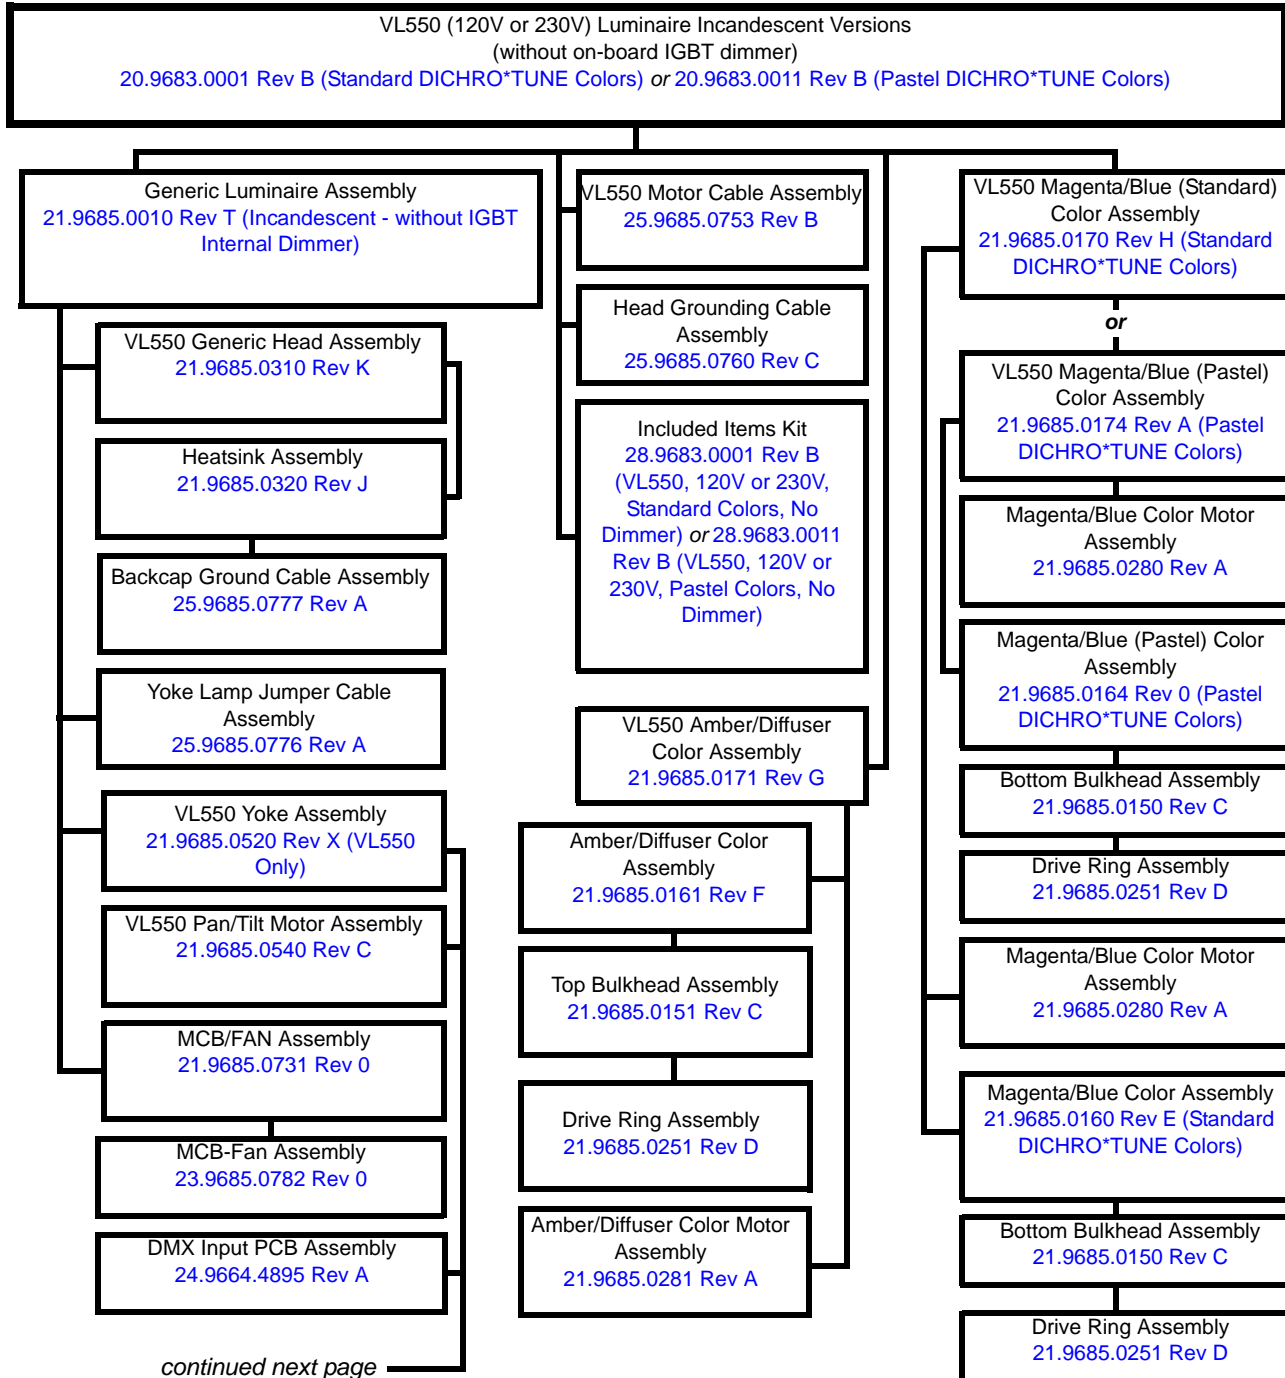 VL550 (120V or 230V) Luminaire Incandescent Versions
(without on-board IGBT dimmer)
20.9683.0001 Rev B (Standard DICHRO*TUNE Colors) or 20.9683.0011 Rev B (Pastel DICHRO*TUNE Colors)
Generic Luminaire Assembly
21.9685.0010 Rev T (Incandescent - without IGBT
Internal Dimmer)
VL550 Generic Head Assembly
21.9685.0310 Rev K
Heatsink Assembly
21.9685.0320 Rev J
Backcap Ground Cable Assembly
25.9685.0777 Rev A
Yoke Lamp Jumper Cable
Assembly
25.9685.0776 Rev A
VL550 Yoke Assembly
21.9685.0520 Rev X (VL550
Only)
VL550 Pan/Tilt Motor Assembly
21.9685.0540 Rev C
MCB/FAN Assembly
21.9685.0731 Rev 0
MCB-Fan Assembly
23.9685.0782 Rev 0
DMX Input PCB Assembly
24.9664.4895 Rev A
continued next page
VL550 Motor Cable Assembly
25.9685.0753 Rev B
Head Grounding Cable
Assembly
25.9685.0760 Rev C
Included Items Kit
28.9683.0001 Rev B
(VL550, 120V or 230V,
Standard Colors, No
Dimmer) or 28.9683.0011
Rev B (VL550, 120V or
230V, Pastel Colors, No
Dimmer)
VL550 Amber/Diffuser
Color Assembly
21.9685.0171 Rev G
Amber/Diffuser Color
Assembly
21.9685.0161 Rev F
Top Bulkhead Assembly
21.9685.0151 Rev C
Drive Ring Assembly
21.9685.0251 Rev D
Amber/Diffuser Color Motor
Assembly
21.9685.0281 Rev A
VL550 Magenta/Blue (Standard)
Color Assembly
21.9685.0170 Rev H (Standard
DICHRO*TUNE Colors)
or
VL550 Magenta/Blue (Pastel)
Color Assembly
21.9685.0174 Rev A (Pastel
DICHRO*TUNE Colors)
Magenta/Blue Color Motor
Assembly
21.9685.0280 Rev A
Magenta/Blue (Pastel) Color
Assembly
21.9685.0164 Rev 0 (Pastel
DICHRO*TUNE Colors)
Bottom Bulkhead Assembly
21.9685.0150 Rev C
Drive Ring Assembly
21.9685.0251 Rev D
Magenta/Blue Color Motor
Assembly
21.9685.0280 Rev A
Magenta/Blue Color Assembly
21.9685.0160 Rev E (Standard
DICHRO*TUNE Colors)
Bottom Bulkhead Assembly
21.9685.0150 Rev C
Drive Ring Assembly
21.9685.0251 Rev D